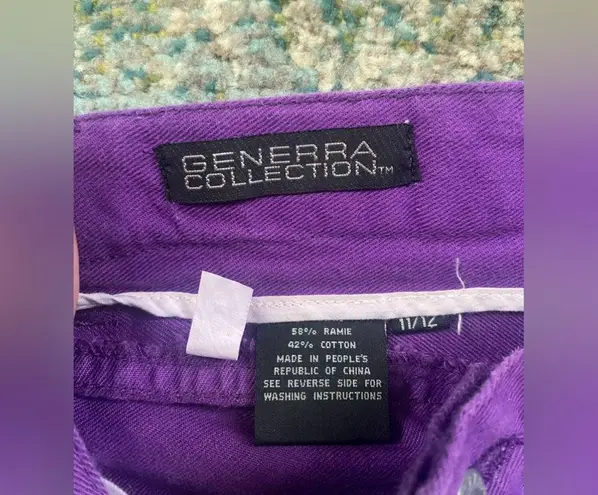 GENERRA
COLLECTION™
11/12
58% RAMIE
42% COTTON
MADE IN PEOPLE'S
REPUBLIC OF CHINA
SEE REVERSE SIDE FOR
WASHING INSTRUCTIONS